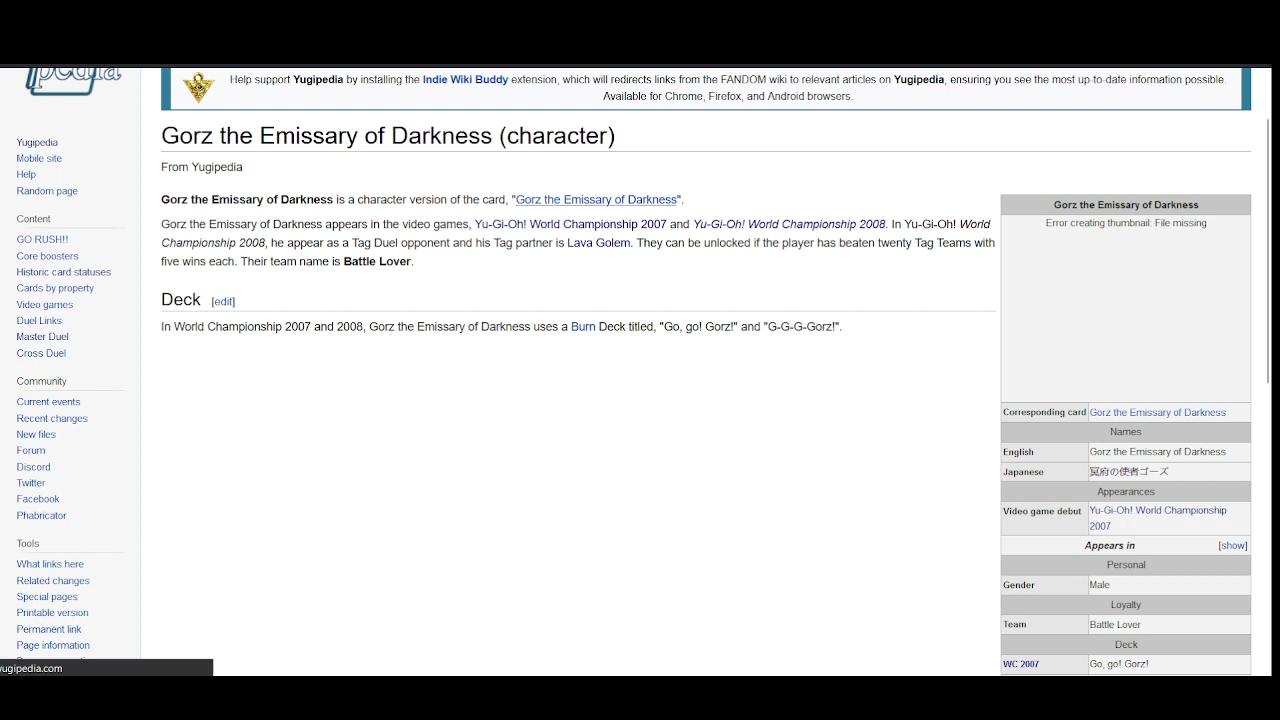 pedia
Help support Yugipedia by installing the Indie Wiki Buddy extension, which will redirects links from the FANDOM wiki to relevant articles on Yugipedia, ensuring you see the most up-to-date information possible.
Available for Chrome, Firefox, and Android browsers.
Yugipedia
Mobile site
Help
Random page
Content
GO RUSH!!
Core boosters
Historic card statuses
Cards by property
Video games
Duel Links
Master Duel
Cross Duel
Community
Current events
Recent changes
New files
Forum
Discord
Twitter
Facebook
Phabricator
Tools
What links here
Related changes
Special pages
Printable version
Permanent link
Page information
yugipedia.com
Gorz the Emissary of Darkness (character)
From Yugipedia
Gorz the Emissary of Darkness is a character version of the card, "Gorz the Emissary of Darkness".
Gorz the Emissary of Darkness appears in the video games, Yu-Gi-Oh! World Championship 2007 and Yu-Gi-Oh! World Championship 2008. In Yu-Gi-Oh! World
Championship 2008, he appear as a Tag Duel opponent and his Tag partner is Lava Golem. They can be unlocked if the player has beaten twenty Tag Teams with
five wins each. Their team name is Battle Lover.
Deck [edit]
In World Championship 2007 and 2008, Gorz the Emissary of Darkness uses a Burn Deck titled, "Go, go! Gorz!" and "G-G-G-Gorz!".
Gorz the Emissary of Darkness
Error creating thumbnail: File missing
Corresponding card Gorz the Emissary of Darkness
Names
English Gorz the Emissary of Darkness
Japanese 冥府の使者ゴーズ
Appearances
Video game debut Yu-Gi-Oh! World Championship
2007
Appears in [show]
Personal
Gender Male
Loyalty
Team Battle Lover
Deck
WC 2007 Go, go! Gorz!